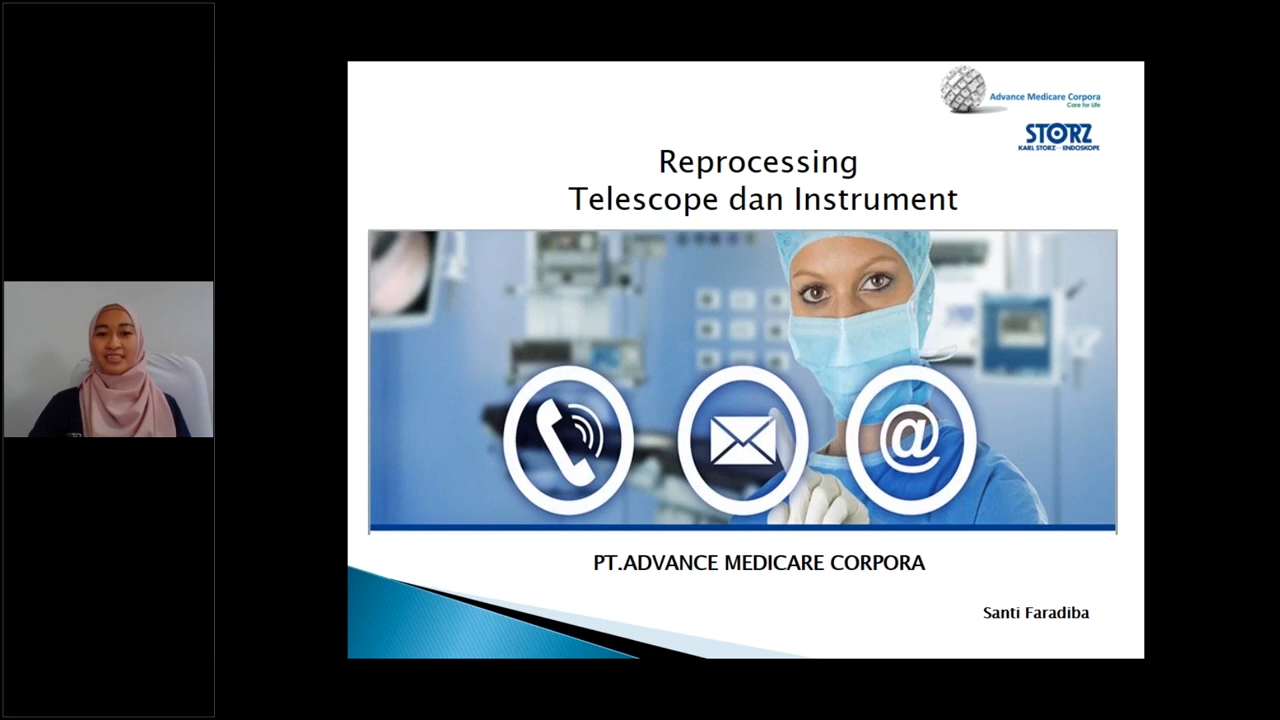 Advance Medicare Corpora
Care for Life
STORZ
KARL STORZ - ENDOSKOPE
Reprocessing
Telescope dan Instrument
@
PT.ADVANCE MEDICARE CORPORA
Santi Faradiba